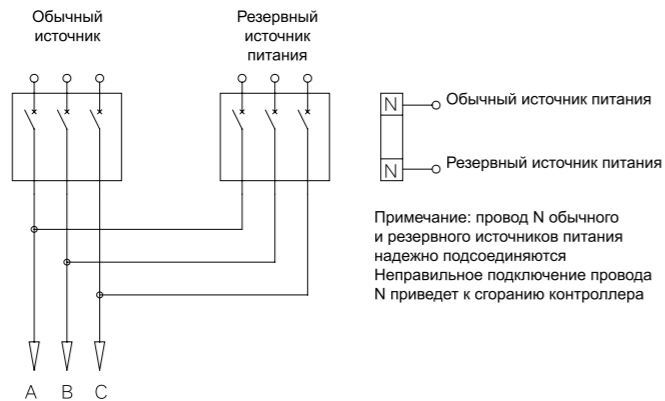 Обычный
источник
Резервный
источник
питания
N
Обычный источник питания
N
Резервный источник питания
Примечание: провод N обычного
и резервного источников питания
надежно подсоединяются
Неправильное подключение провода
N приведет к сгоранию контроллера
A B C